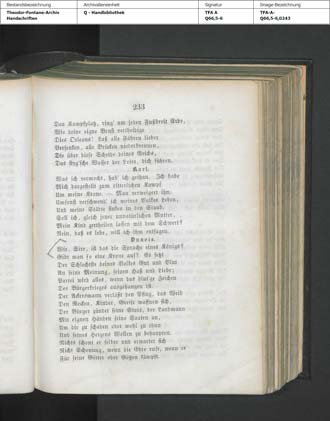 Bestandsbezeichnung
Archivalieneinheit
Signatur
Image-Bezeichnung
Theodor-Fontane-Archiv
Handschriften
Q - Handbibliothek
TFA A
Q66,5-6
TFA-A-
Q66,5-6,0243
233
Den Kampfplatz, ring' um jeden Fußbreit Erde,
Wie deine eigne Brust vertheidige
Dies Orleans! Laß alle Fährer lieber
Versenken, alle Brücken niederbrennen,
Die über diese Scheide deines Reichs,
Das styg'sche Wasser der Loire, dich führen.
Karl.
Was ich vermocht, hab' ich gethan. Ich habe
Mich dargestellt zum ritterlichen Kampf
Um meine Krone. — Man verweigert ihn.
Umsonst verschwend' ich meines Volkes Leben,
Und meine Städte sinken in den Staub.
Soll ich, gleich jener unnatürlichen Mutter,
Mein Kind zertheilen lassen mit dem Schwert?
Nein, daß es lebe, will ich ihm entsagen.
Dunois.
Wie, Sire, ist das die Sprache eines Königs?
Gibt man so eine Krone auf? Es setzt
Der Schlechtste deines Volkes Gut und Blut
An seine Meinung, seinen Haß und Liebe;
Partei wird alles, wenn das blut'ge Zeichen
Des Bürgerkrieges ausgehangen ist.
Der Ackersmann verläßt den Pflug, das Weib
Den Rocken, Kinder, Greise waffnen sich,
Der Bürger zündet seine Stadt, der Landmann
Mit eignen Händen seine Saaten an,
Um dir zu schaden oder wohl zu thun
Und seines Herzens Wollen zu behaupten.
Nichts schont er selber und erwartet sich
Nicht Schonung, wenn die Ehre ruft, wenn er
Für seine Götter oder Götzen kämpft.